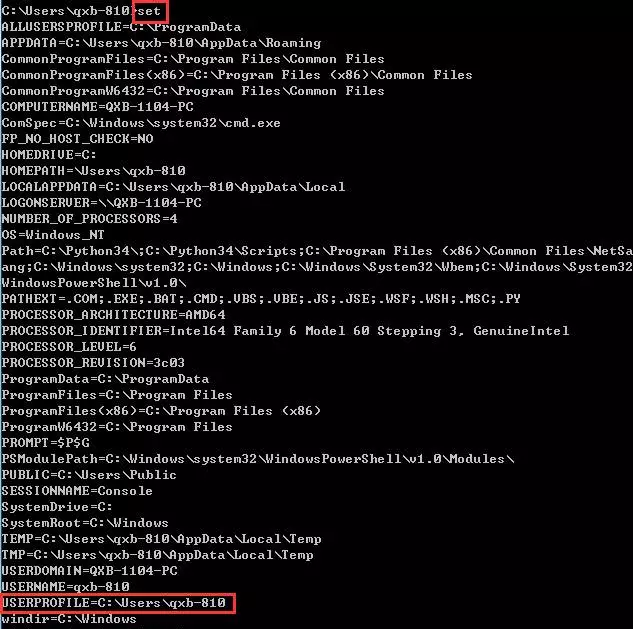 C:\Users\qxb-810>set
ALLUSERSPROFILE=C:\ProgramData
APPDATA=C:\Users\qxb-810\AppData\Roaming
CommonProgramFiles=C:\Program Files\Common Files
CommonProgramFiles(x86)=C:\Program Files (x86)\Common Files
CommonProgramW6432=C:\Program Files\Common Files
COMPUTERNAME=QXB-1104-PC
ComSpec=C:\Windows\system32\cmd.exe
FP_NO_HOST_CHECK=NO
HOMEDRIVE=C:
HOMEPATH=\Users\qxb-810
LOCALAPPDATA=C:\Users\qxb-810\AppData\Local
LOGONSERVER=\\QXB-1104-PC
NUMBER_OF_PROCESSORS=4
OS=Windows_NT
Path=C:\Python34\;C:\Python34\Scripts;C:\Program Files (x86)\Common Files\NetSa
ang;C:\Windows\system32;C:\Windows;C:\Windows\System32\Wbem;C:\Windows\System
WindowsPowerShell\v1.0\
PATHEXT=.COM;.EXE;.BAT;.CMD;.VBS;.VBE;.JS;.JSE;.WSF;.WSH;.MSC;.PY
PROCESSOR_ARCHITECTURE=AMD64
PROCESSOR_IDENTIFIER=Intel64 Family 6 Model 60 Stepping 3, GenuineIntel
PROCESSOR_LEVEL=6
PROCESSOR_REVISION=3c03
ProgramData=C:\ProgramData
ProgramFiles=C:\Program Files
ProgramFiles(x86)=C:\Program Files (x86)
ProgramW6432=C:\Program Files
PROMPT=$P$G
PSModulePath=C:\Windows\system32\WindowsPowerShell\v1.0\Modules\
PUBLIC=C:\Users\Public
SESSIONNAME=Console
SystemDrive=C:
SystemRoot=C:\Windows
TEMP=C:\Users\qxb-810\AppData\Local\Temp
TMP=C:\Users\qxb-810\AppData\Local\Temp
USERDOMAIN=QXB-1104-PC
USERNAME=qxb-810
USERPROFILE=C:\Users\qxb-810
windir=C:\Windows